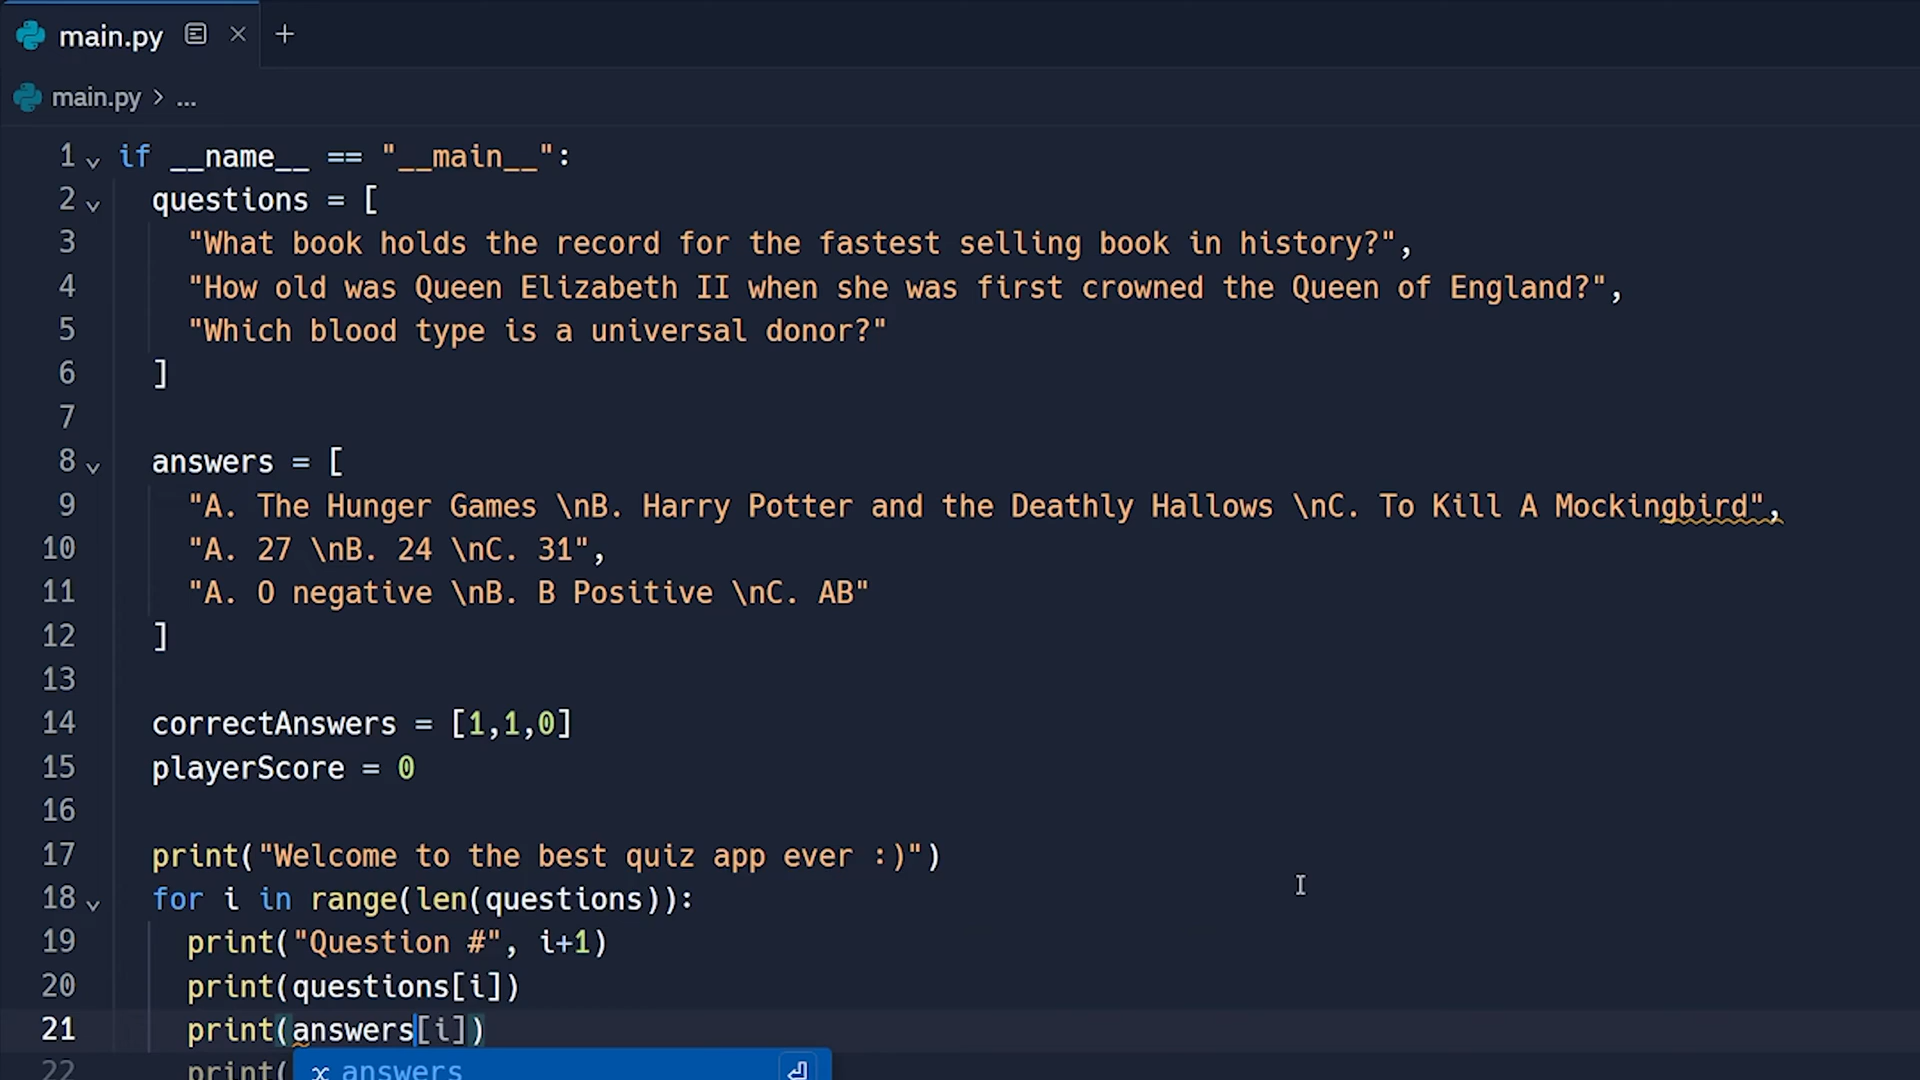 main.py
main.py > ...
1 if __name__ == "__main__":
2 questions = [
3 "What book holds the record for the fastest selling book in history?",
4 "How old was Queen Elizabeth II when she was first crowned the Queen of England?",
5 "Which blood type is a universal donor?"
6 ]
7
8 answers = [
9 "A. The Hunger Games \nB. Harry Potter and the Deathly Hallows \nC. To Kill A Mockingbird",
10 "A. 27 \nB. 24 \nC. 31",
11 "A. O negative \nB. B Positive \nC. AB"
12 ]
13
14 correctAnswers = [1,1,0]
15 playerScore = 0
16
17 print("Welcome to the best quiz app ever :)")
18 for i in range(len(questions)):
19 print("Question #", i+1)
20 print(questions[i])
21 print(answers[i])
22 print(
answers